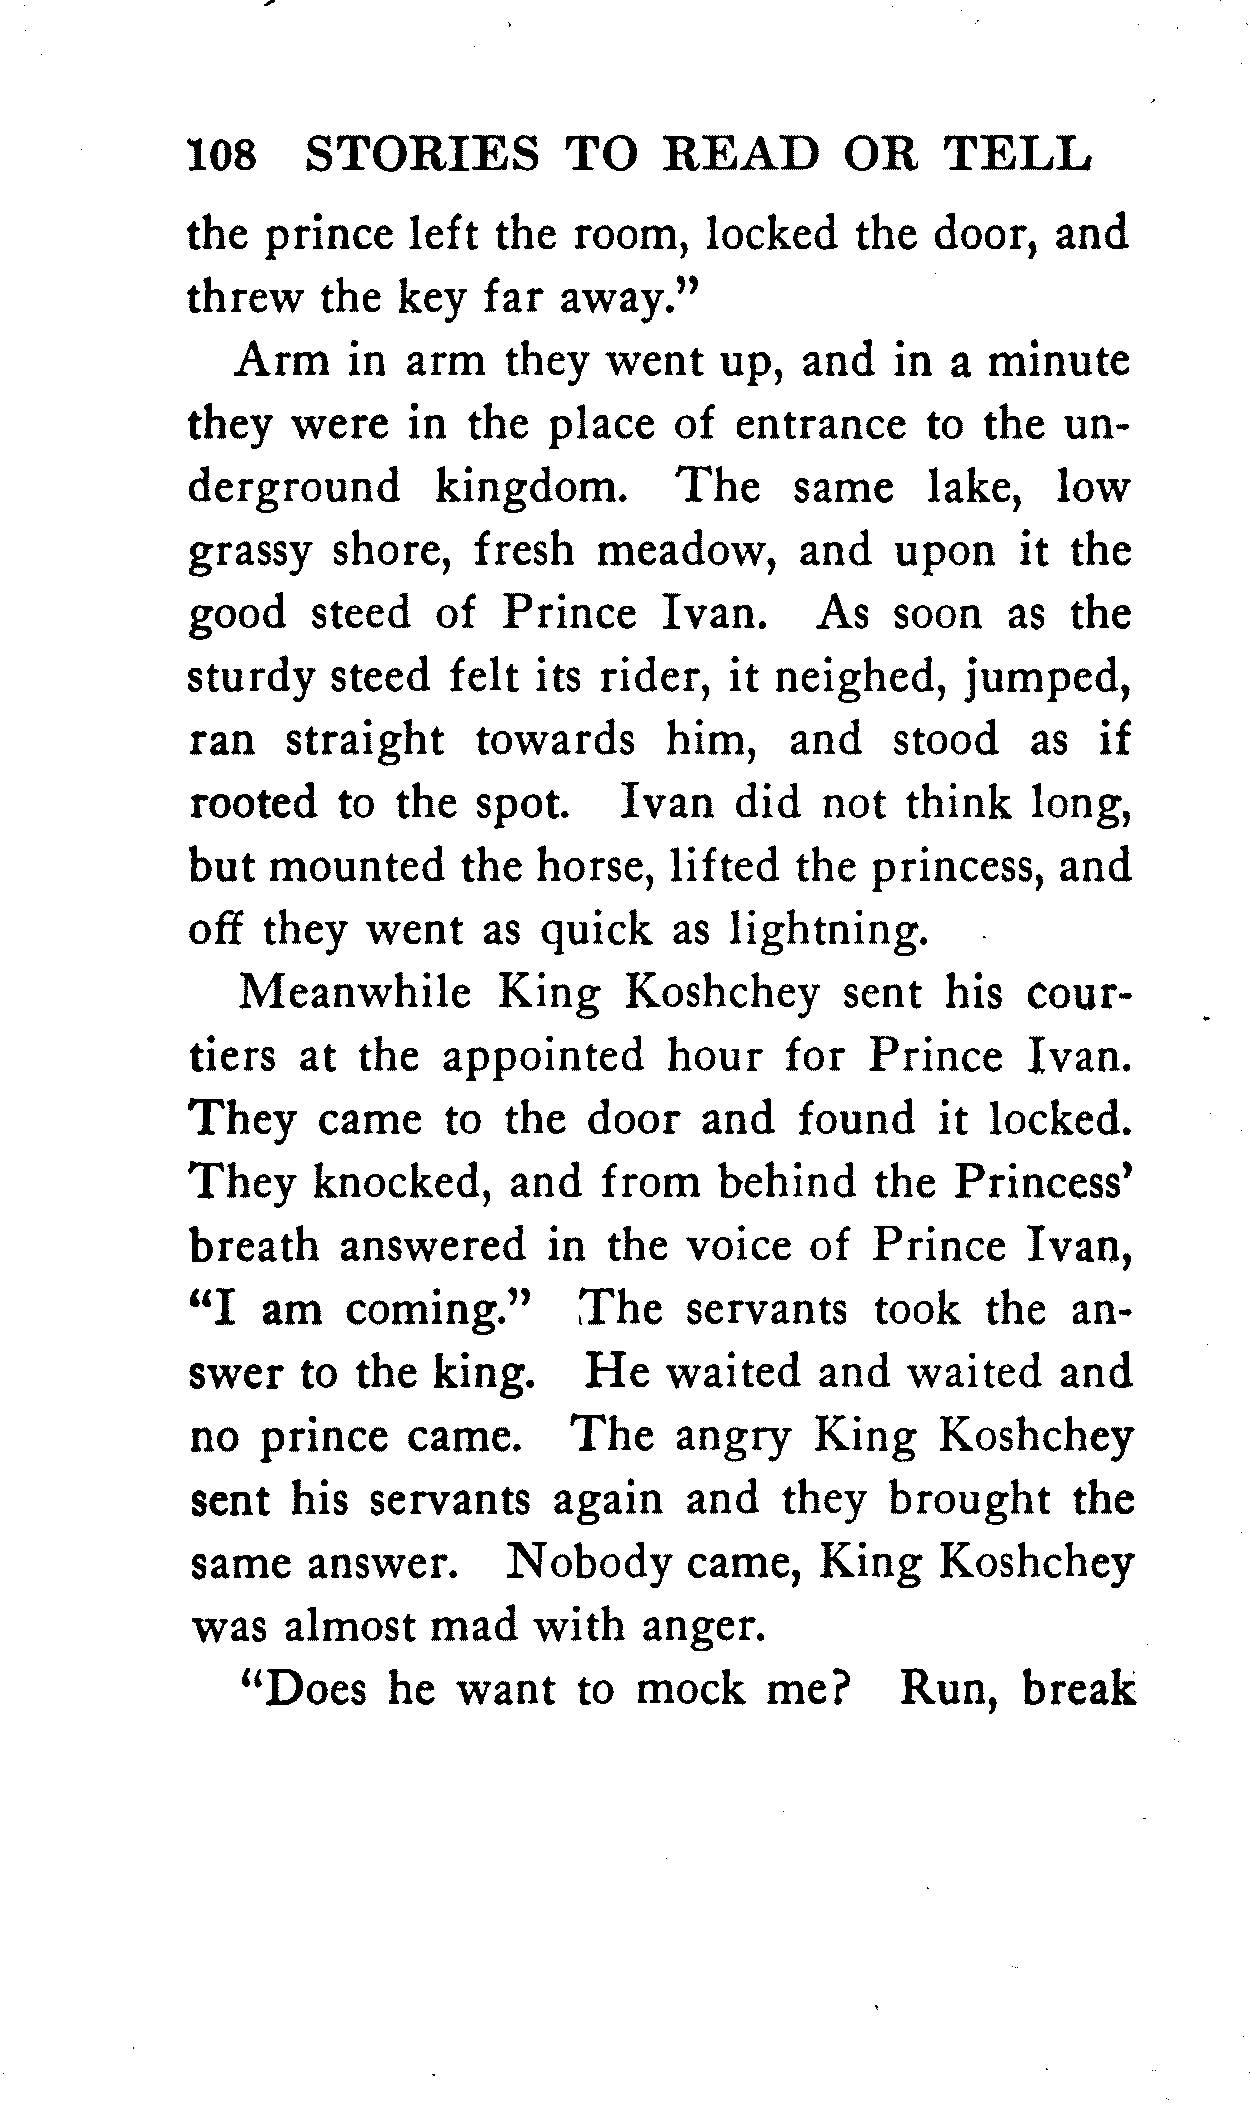 108 STORIES TO READ OR TELL
the prince left the room, locked the door, and
threw the key far away."
Arm in arm they went up, and in a minute
they were in the place of entrance to the un-
derground kingdom. The same lake, low
grassy shore, fresh meadow, and upon it the
good steed of Prince Ivan. As soon as the
sturdy steed felt its rider, it neighed, jumped,
ran straight towards him, and stood as if
rooted to the spot. Ivan did not think long,
but mounted the horse, lifted the princess, and
off they went as quick as lightning.
Meanwhile King Koshchey sent his cour-
tiers at the appointed hour for Prince Ivan.
They came to the door and found it locked.
They knocked, and from behind the Princess'
breath answered in the voice of Prince Ivan,
"I am coming." The servants took the an-
swer to the king. He waited and waited and
no prince came. The angry King Koshchey
sent his servants again and they brought the
same answer. Nobody came, King Koshchey
was almost mad with anger.
"Does he want to mock me? Run, break